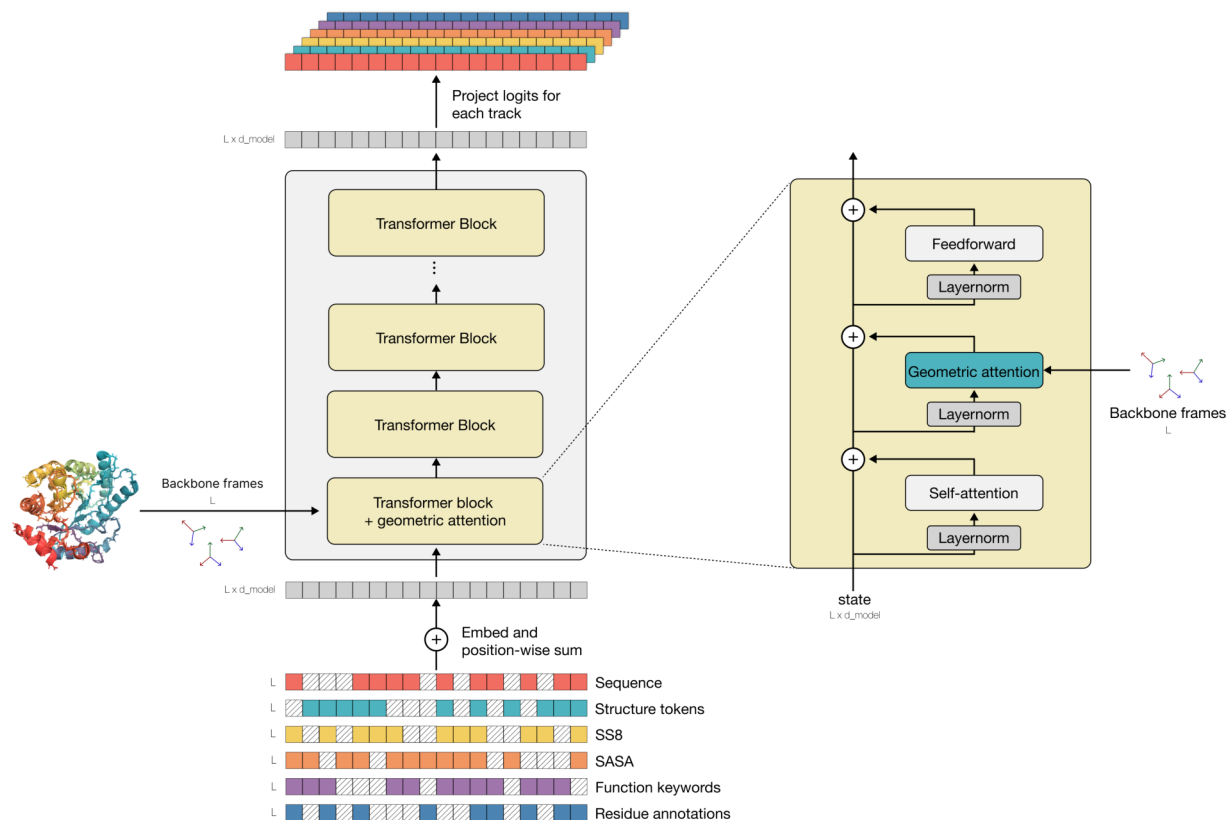 Project logits for
each track
L x d_model
Transformer Block
⋮
Transformer Block
Transformer Block
Transformer block
+ geometric attention
Backbone frames
L
L x d_model
+
Embed and
position-wise sum
L
Sequence
L
Structure tokens
L
SS8
L
SASA
L
Function keywords
L
Residue annotations
+
Feedforward
Layernorm
+
Geometric attention
Layernorm
Backbone frames
L
+
Self-attention
Layernorm
state
L x d_model